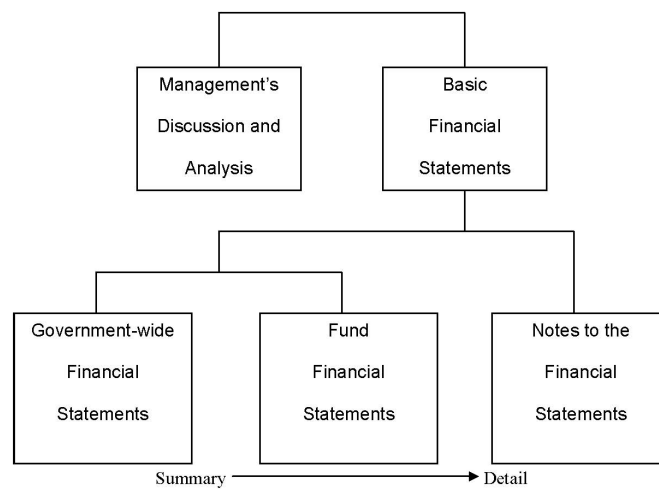 Management's
Discussion and
Analysis
Basic
Financial
Statements
Government-wide
Financial
Statements
Fund
Financial
Statements
Notes to the
Financial
Statements
Summary
Detail